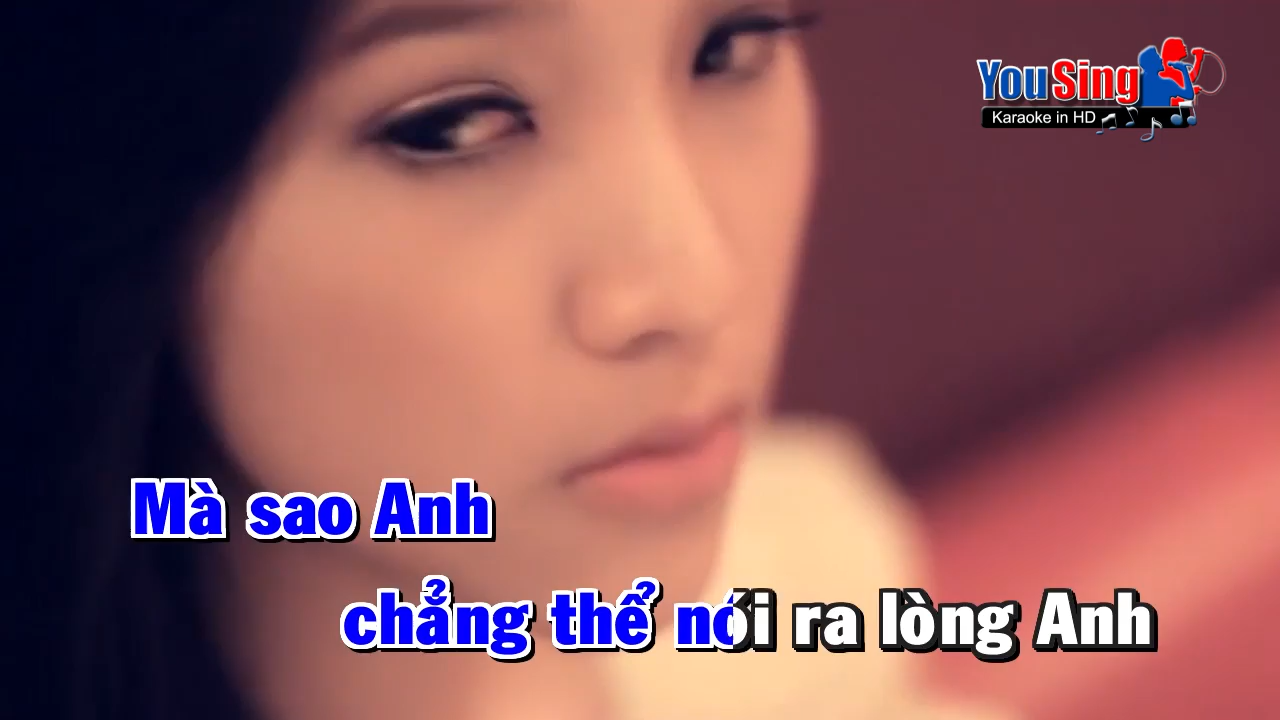 YouSing
Karaoke in HD
Mà sao Anh
chẳng thể nói ra lòng Anh